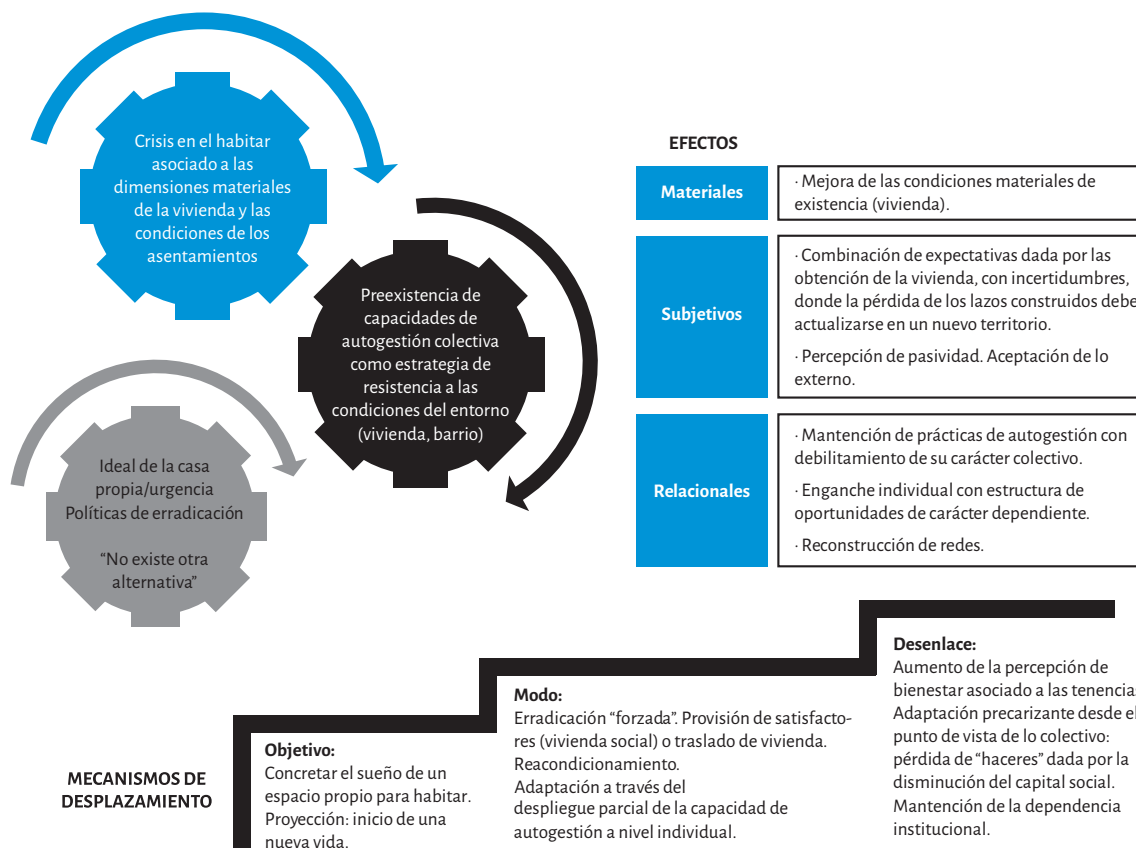 Crisis en el habitar
asociado a las
dimensiones materiales
de la vivienda y las
condiciones de los
asentamientos
Preexistencia de
capacidades de
autogestión colectiva
como estrategia de
resistencia a las
condiciones del entorno
(vivienda, barrio)
Ideal de la casa
propia/urgencia
Políticas de erradicación
“No existe otra
alternativa”
EFECTOS
Materiales
· Mejora de las condiciones materiales de
existencia (vivienda).
Subjetivos
· Combinación de expectativas dada por las
obtención de la vivienda, con incertidumbres,
donde la pérdida de los lazos construidos debe
actualizarse en un nuevo territorio.
· Percepción de pasividad. Aceptación de lo
externo.
Relacionales
· Mantención de prácticas de autogestión con
debilitamiento de su carácter colectivo.
· Enganche individual con estructura de
oportunidades de carácter dependiente.
· Reconstrucción de redes.
MECANISMOS DE
DESPLAZAMIENTO
Objetivo:
Concretar el sueño de un
espacio propio para habitar.
Proyección: inicio de una
nueva vida.
Modo:
Erradicación “forzada”. Provisión de satisfacto-
res (vivienda social) o traslado de vivienda.
Reacondicionamiento.
Adaptación a través del
despliegue parcial de la capacidad de
autogestión a nivel individual.
Desenlace:
Aumento de la percepción de
bienestar asociado a las tenencias
Adaptación precarizante desde el
punto de vista de lo colectivo:
pérdida de “haceres” dada por la
disminución del capital social.
Mantención de la dependencia
institucional.